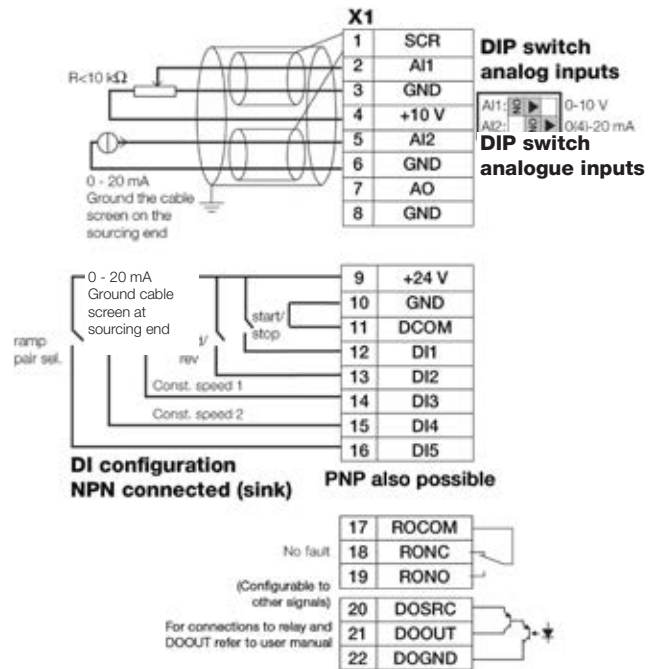 X1
1 SCR
2 AI1
3 GND
4 +10 V
5 AI2
6 GND
7 AO
8 GND
R<10 kΩ
0 - 20 mA
Ground the cable
screen on the
sourcing end
DIP switch
analog inputs
AI1: ON 0-10 V
AI2: ON 0(4)-20 mA
DIP switch
analogue inputs
9 +24 V
10 GND
11 DCOM
12 DI1
13 DI2
14 DI3
15 DI4
16 DI5
0 - 20 mA
Ground cable
screen at
sourcing end
ramp
pair sel.
start/
stop
/
rev
Const. speed 1
Const. speed 2
DI configuration
NPN connected (sink)
PNP also possible
17 ROCOM
18 RONC
19 RONO
No fault
(Configurable to
other signals)
20 DOSRC
21 DOOUT
22 DOGND
For connections to relay and
DOOUT refer to user manual